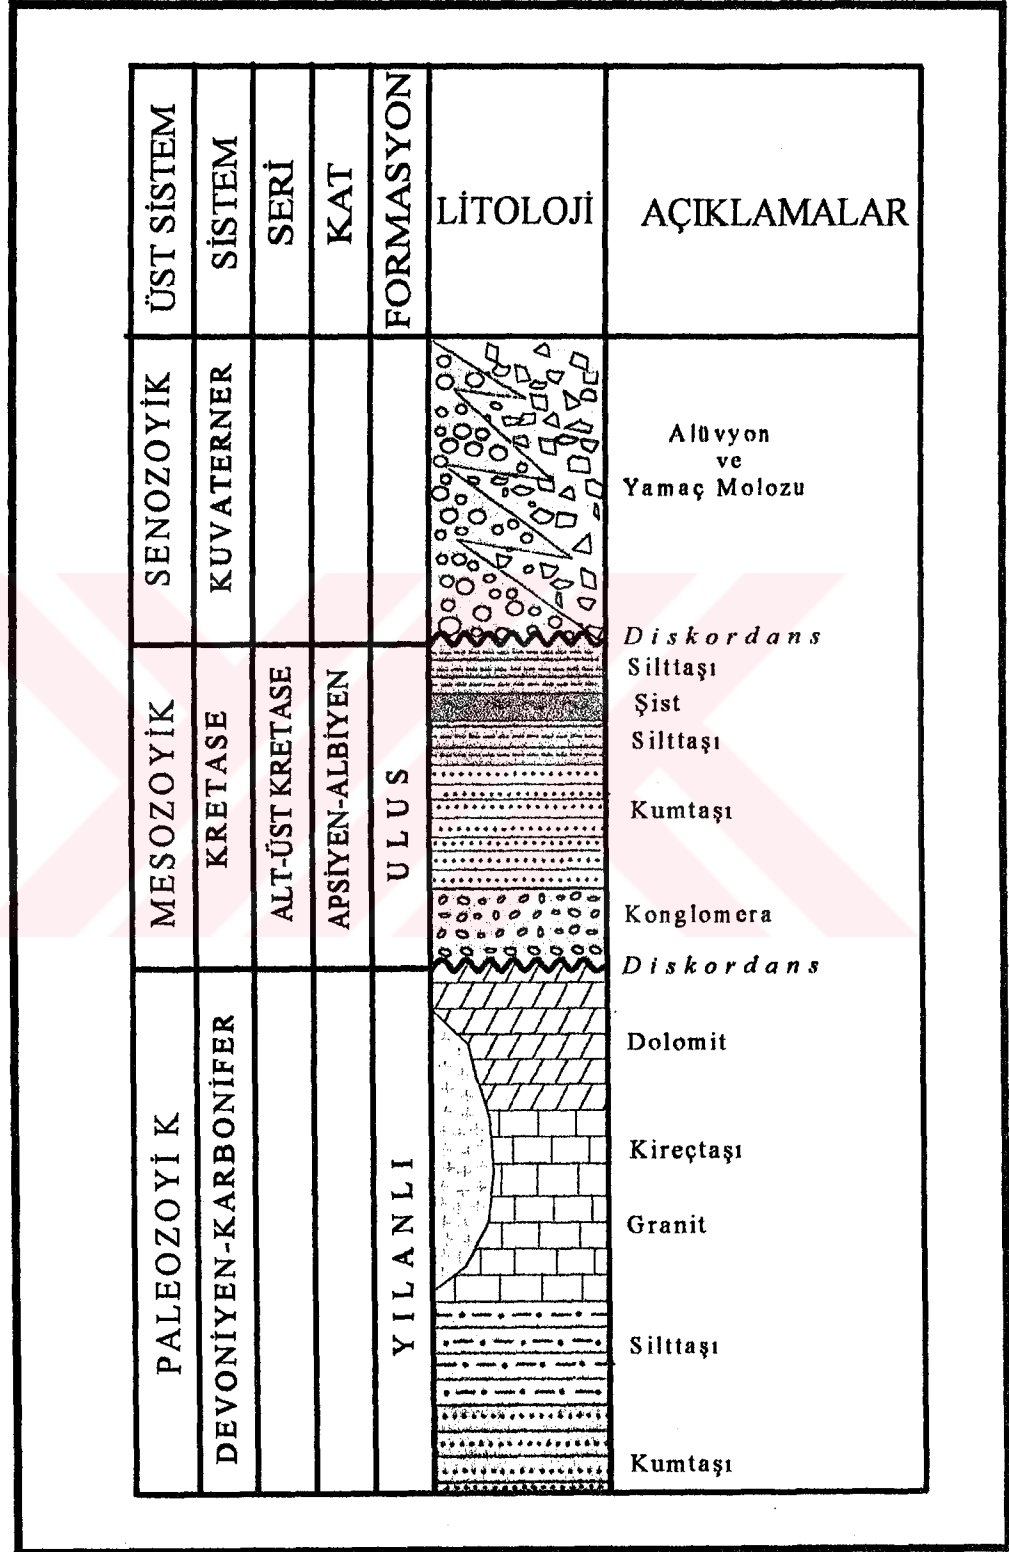 ÜST SİSTEM
SİSTEM
SERİ
KAT
FORMASYON
LİTOLOJİ
AÇIKLAMALAR
SENOZOYİK
KUVATERNER
Alüvyon
ve
Yamaç Molozu
Diskordans
MESOZOYİK
KRETASE
ALT-ÜST KRETASE
APSİYEN-ALBİYEN
ULUS
Silttaşı
Şist
Silttaşı
Kumtaşı
Konglomera
Diskordans
PALEOZOYİK
DEVONİYEN-KARBONİFER
YILANLI
Dolomit
Kireçtaşı
Granit
Silttaşı
Kumtaşı